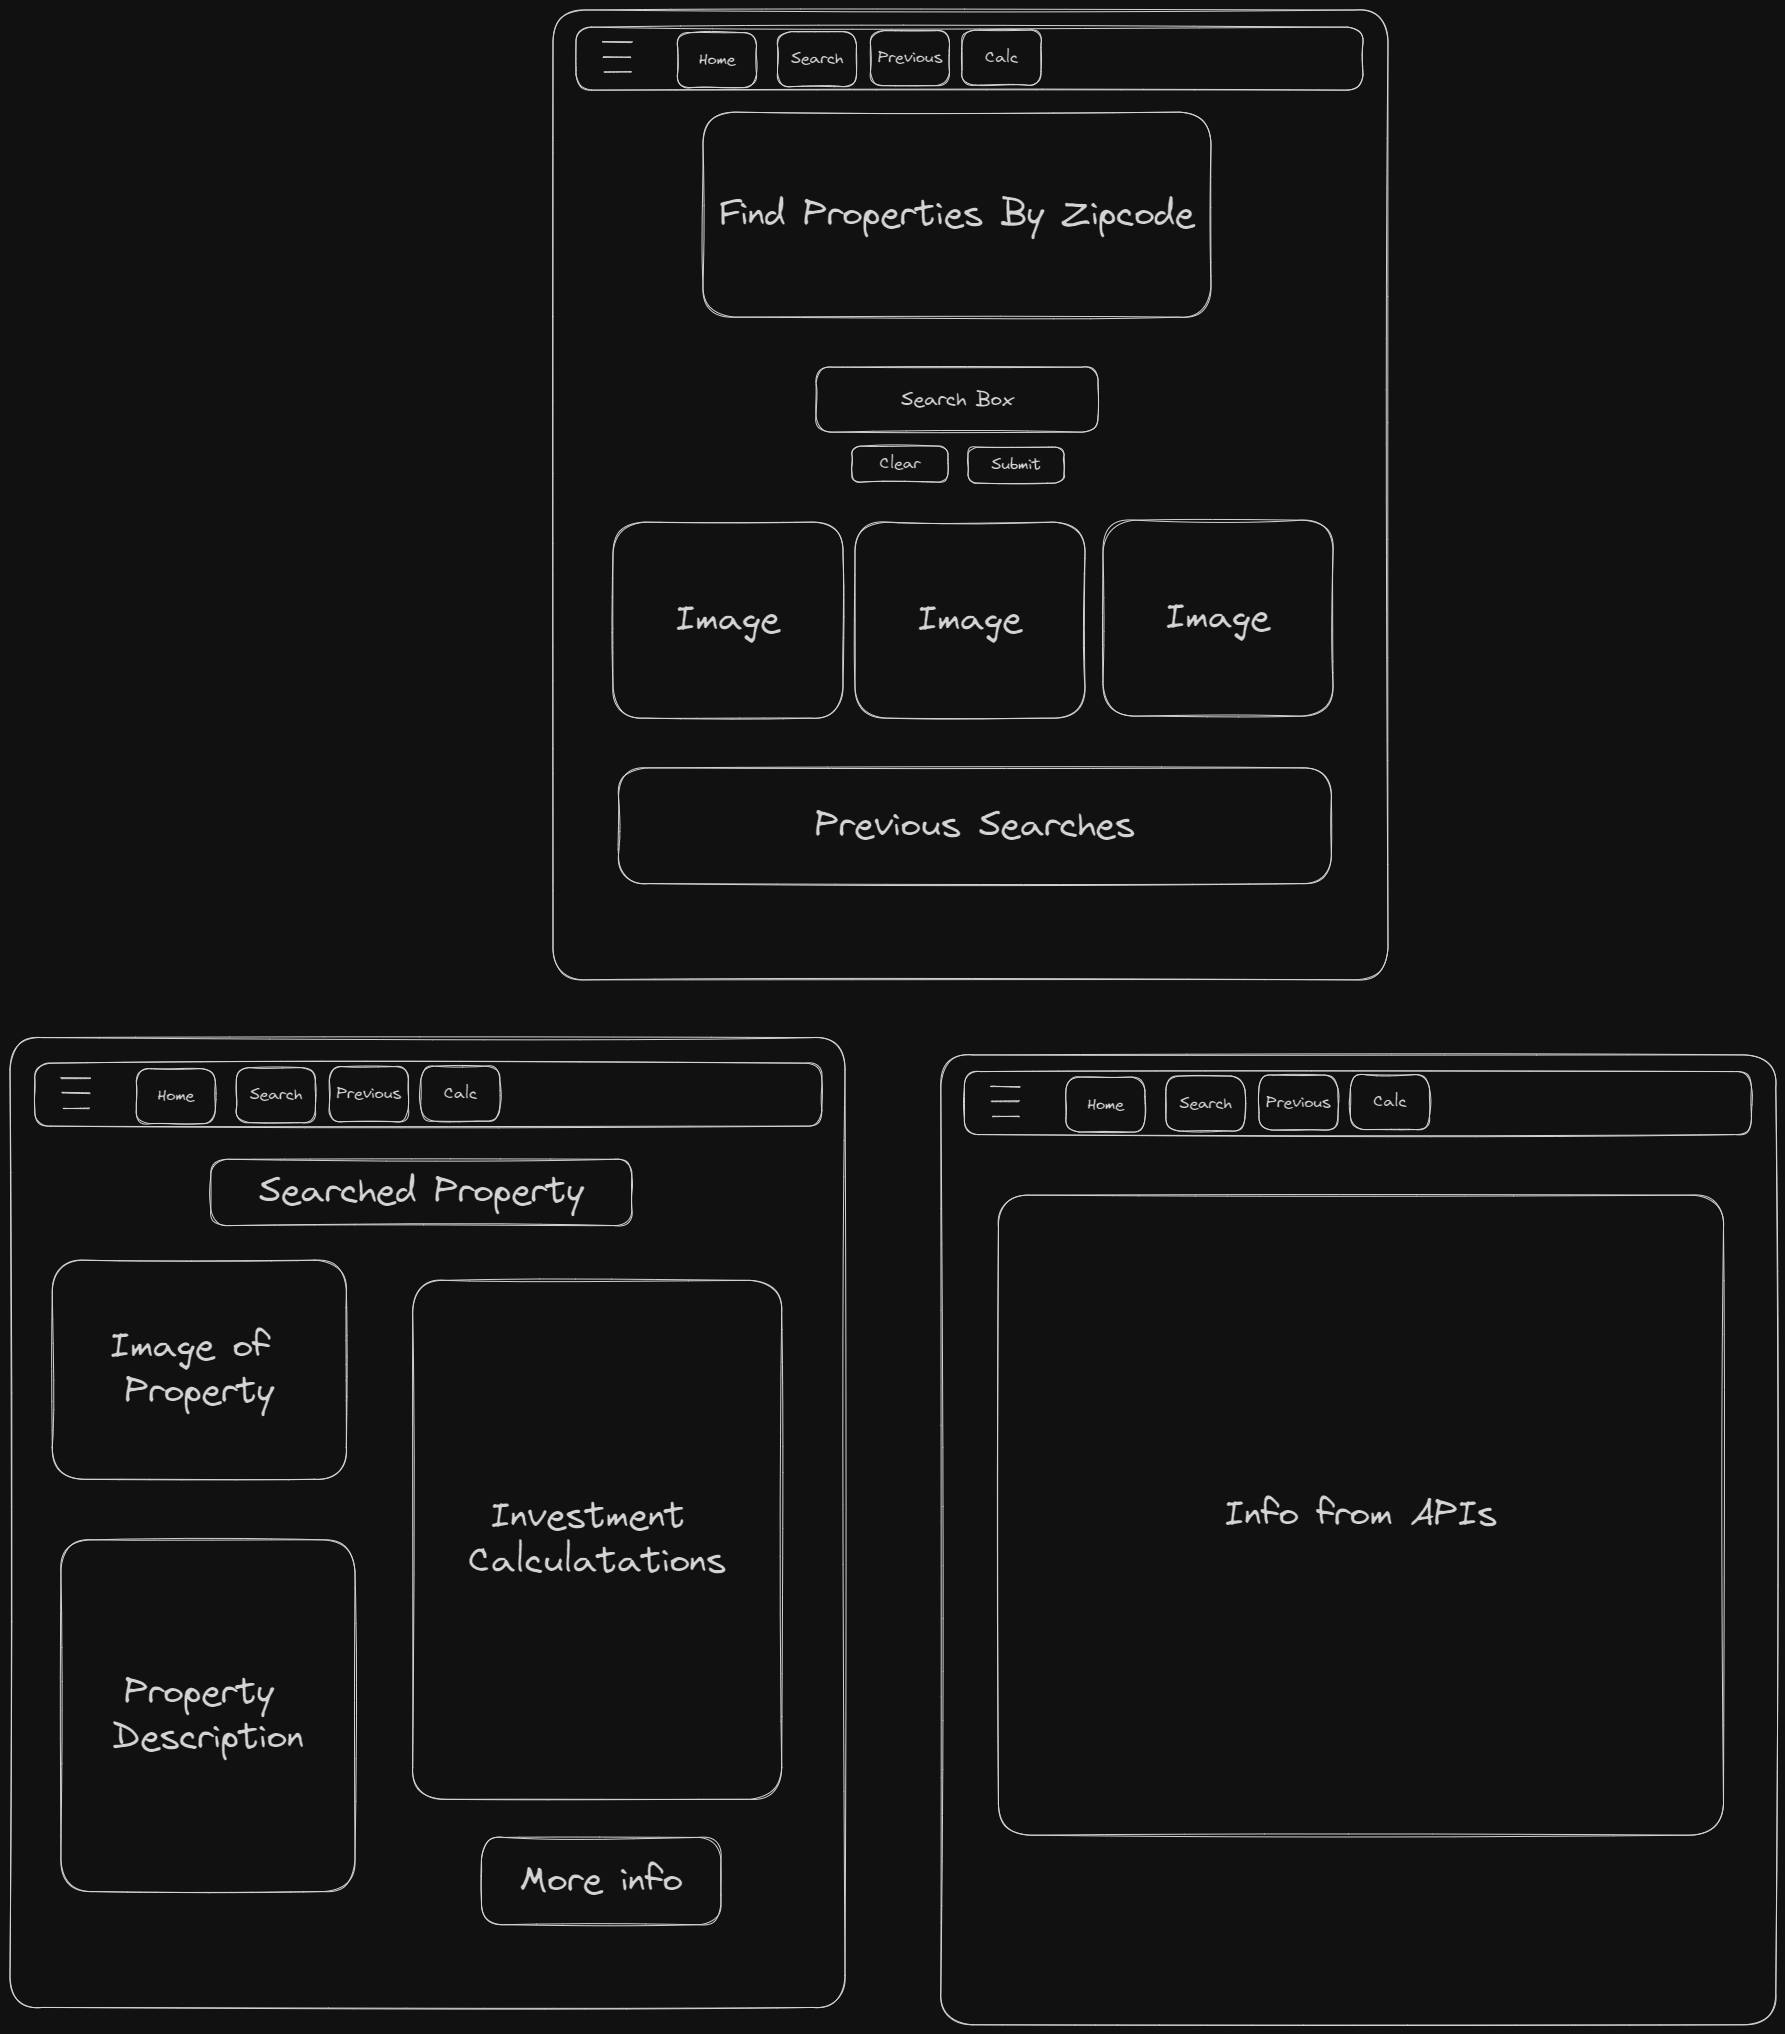 Home
Search
Previous
Calc
Find Properties By Zipcode
Search Box
Clear
Submit
Image
Image
Image
Previous Searches
Home
Search
Previous
Calc
Searched Property
Image of
Property
Investment
Calculatations
Property
Description
More info
Home
Search
Previous
Calc
Info from APIs